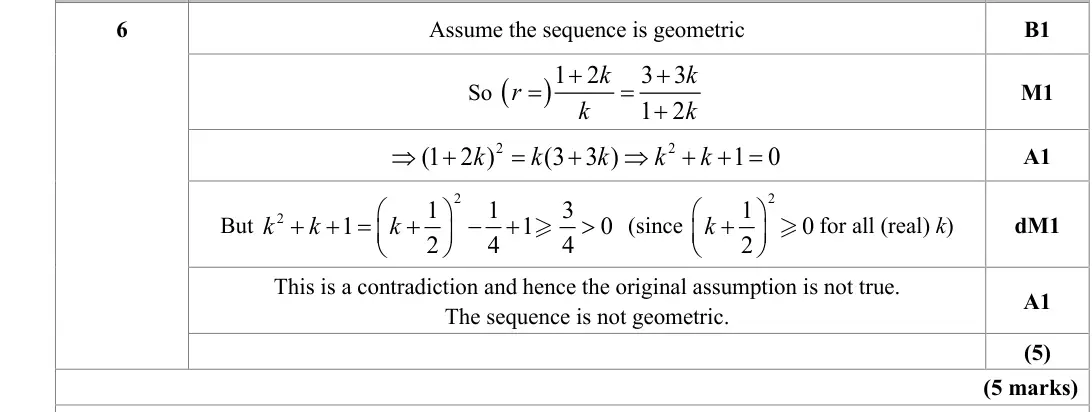 6 Assume the sequence is geometric B1
So (r =) (1 + 2k)/k = (3 + 3k)/(1 + 2k) M1
⇒ (1 + 2k)² = k(3 + 3k) ⇒ k² + k + 1 = 0 A1
But k² + k + 1 = (k + 1/2)² − 1/4 + 1 ⩾ 3/4 > 0 (since (k + 1/2)² ⩾ 0 for all (real) k) dM1
This is a contradiction and hence the original assumption is not true.
The sequence is not geometric. A1
(5)
(5 marks)